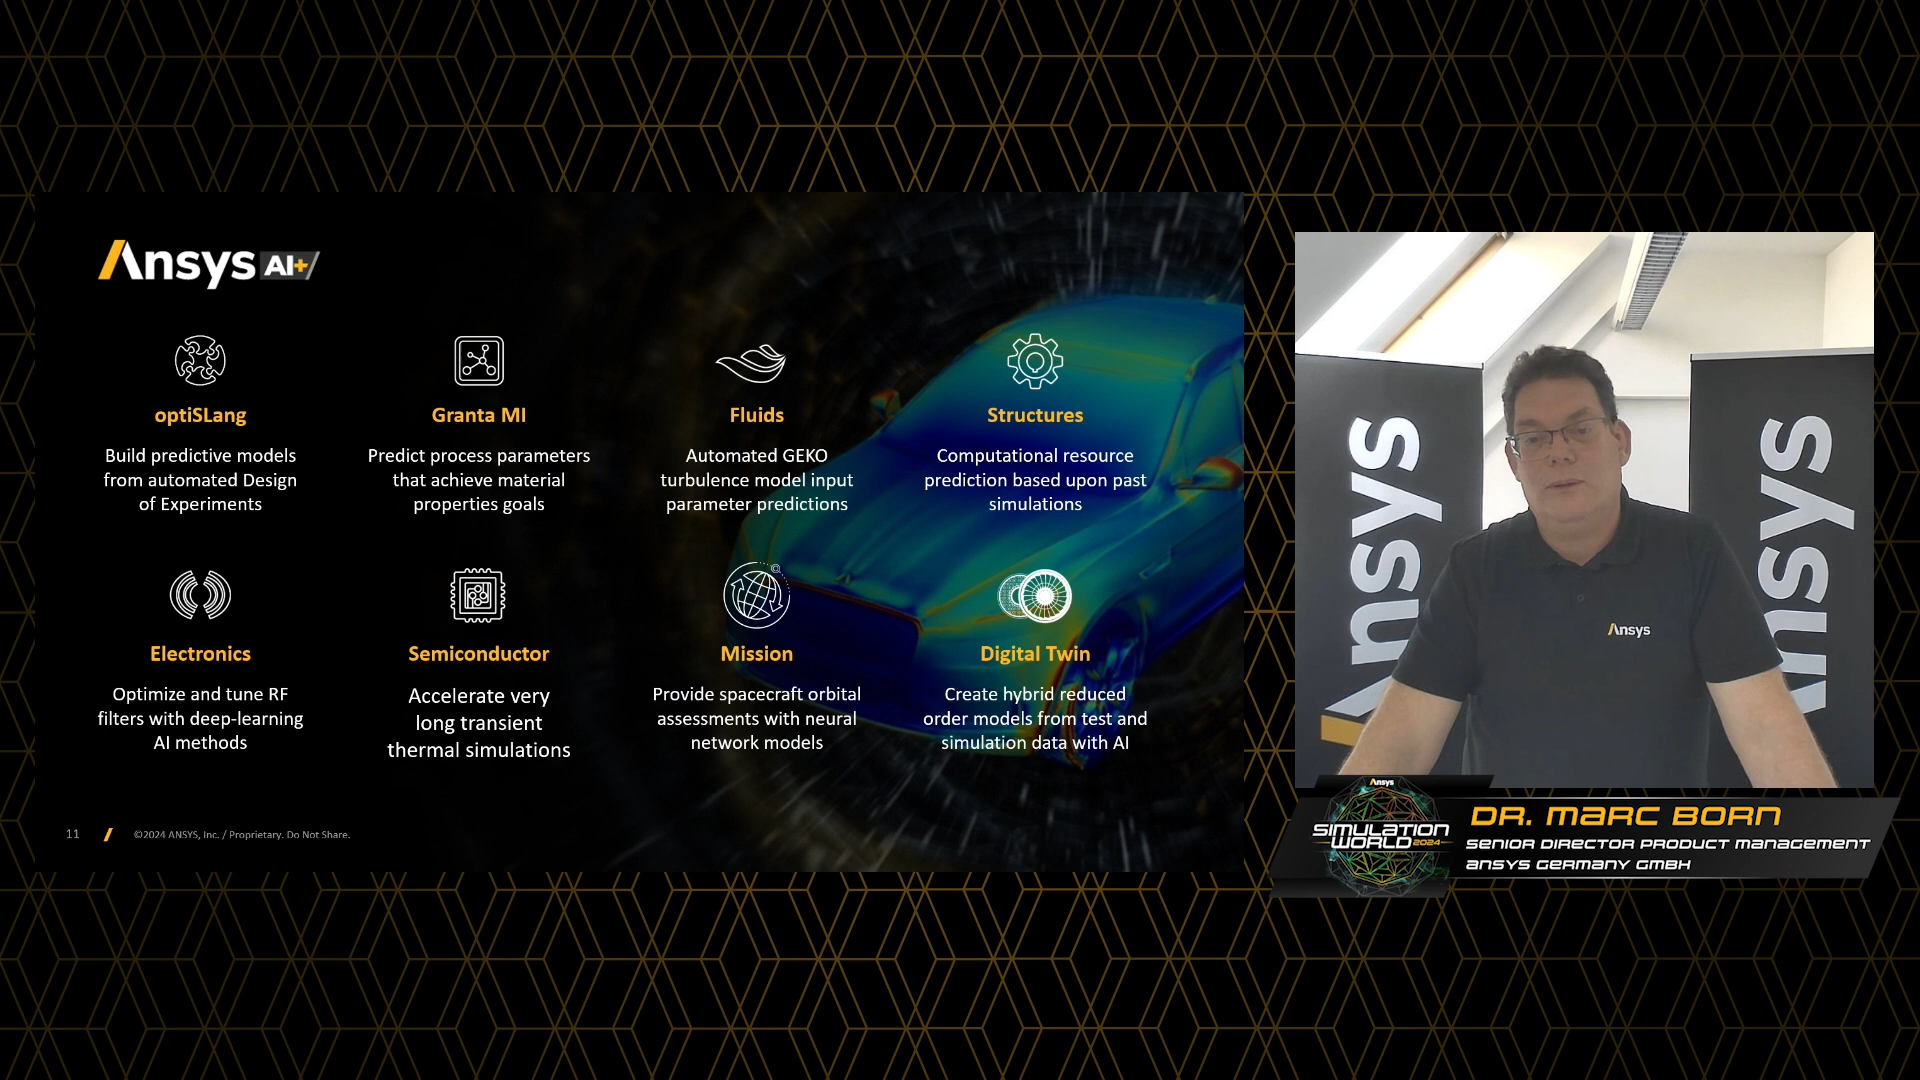 Ansys AI+
optiSLang
Build predictive models
from automated Design
of Experiments
Granta MI
Predict process parameters
that achieve material
properties goals
Fluids
Automated GEKO
turbulence model input
parameter predictions
Structures
Computational resource
prediction based upon past
simulations
Electronics
Optimize and tune RF
filters with deep-learning
AI methods
Semiconductor
Accelerate very
long transient
thermal simulations
Mission
Provide spacecraft orbital
assessments with neural
network models
Digital Twin
Create hybrid reduced
order models from test and
simulation data with AI
11
©2024 ANSYS, Inc. / Proprietary. Do Not Share.
Ansys
Ansys
Ansys
Ansys
SIMULATION
WORLD 2024
DR. MARC BORN
SENIOR DIRECTOR PRODUCT MANAGEMENT
ANSYS GERMANY GMBH